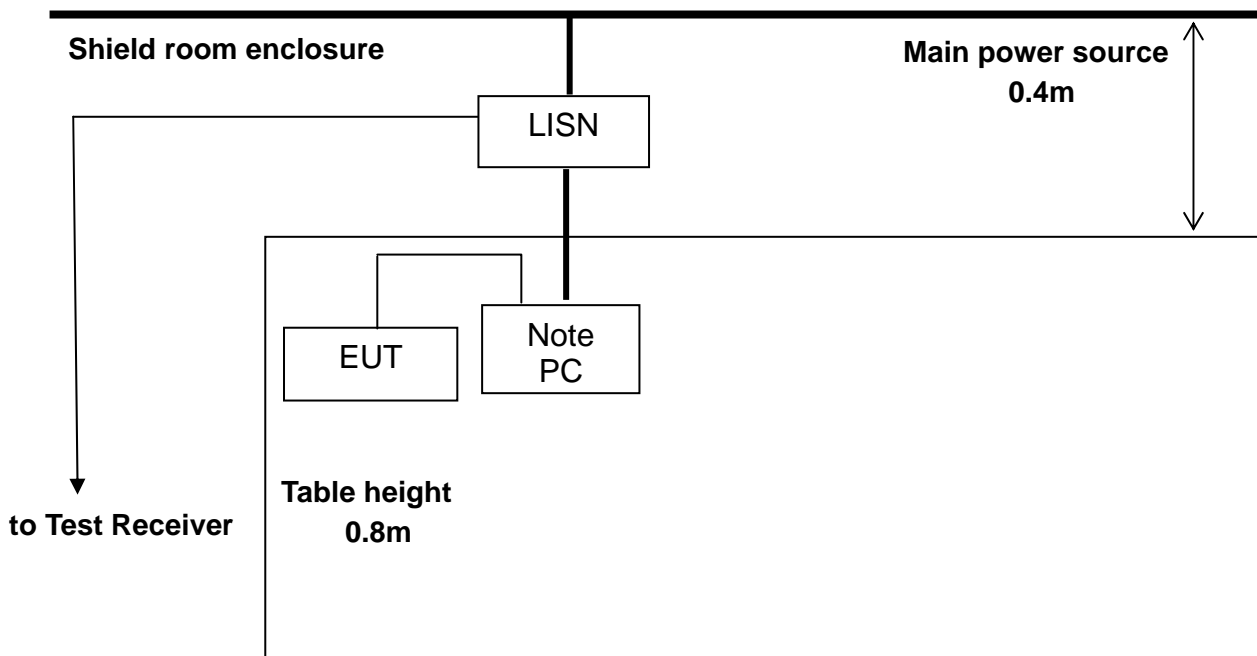 Shield room enclosure
Main power source
0.4m
LISN
EUT
Note
PC
Table height
0.8m
to Test Receiver